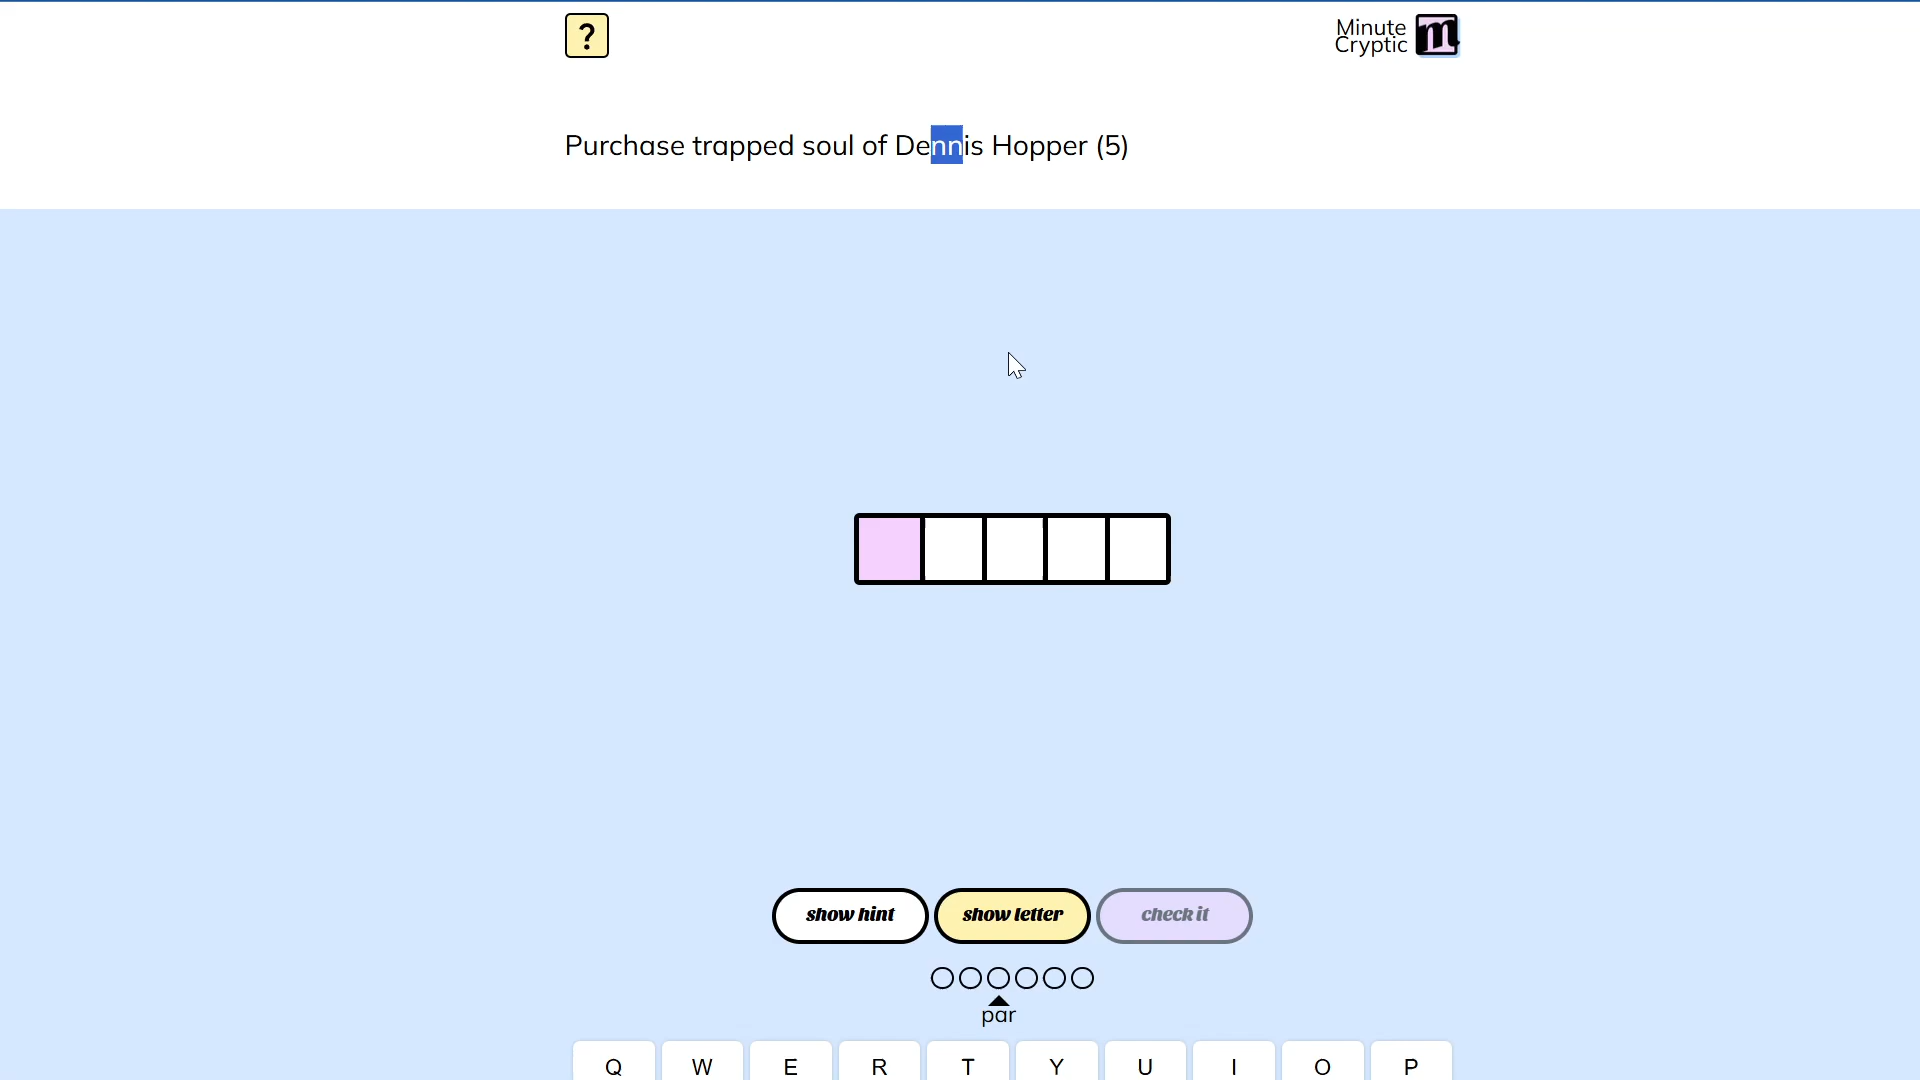 ?
Minute
Cryptic
m
Purchase trapped soul of Dennis Hopper (5)
show hint
show letter
check it
par
Q W E R T Y U I O P